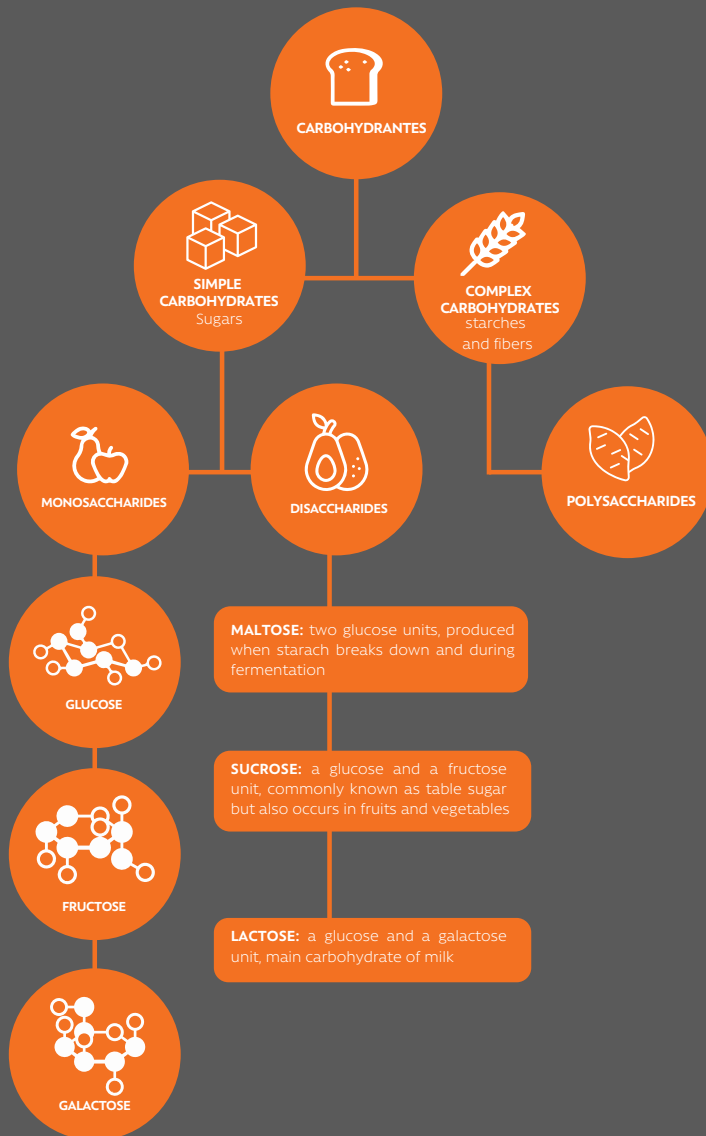 CARBOHYDRANTES
SIMPLE
CARBOHYDRATES
Sugars
COMPLEX
CARBOHYDRATES
starches
and fibers
MONOSACCHARIDES
DISACCHARIDES
POLYSACCHARIDES
GLUCOSE
FRUCTOSE
GALACTOSE
MALTOSE: two glucose units, produced
when starach breaks down and during
fermentation
SUCROSE: a glucose and a fructose
unit, commonly known as table sugar
but also occurs in fruits and vegetables
LACTOSE: a glucose and a galactose
unit, main carbohydrate of milk